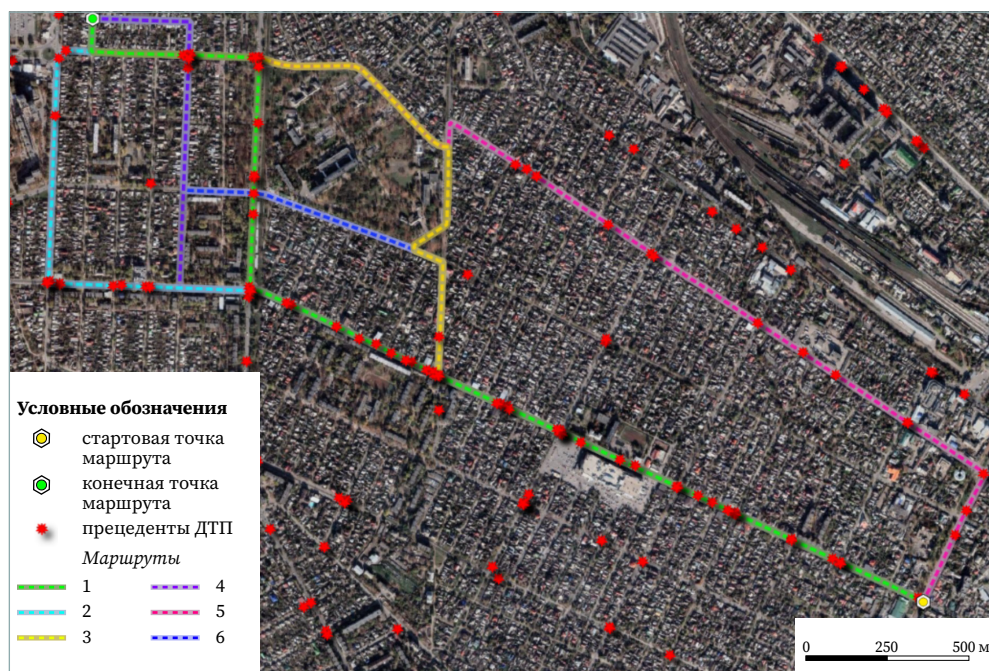 Условные обозначения
стартовая точка
маршрута
конечная точка
маршрута
прецеденты ДТП
Маршруты
1 4
2 5
3 6
0 250 500 м